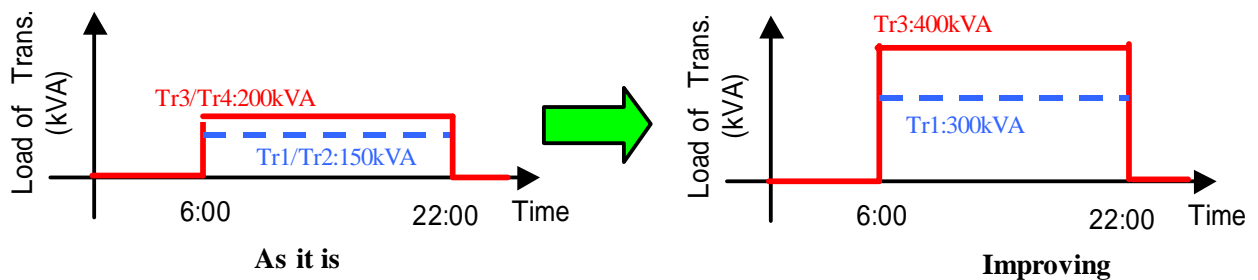 Load of Trans.
(kVA)
Tr3/Tr4:200kVA
Tr1/Tr2:150kVA
6:00
22:00
Time
As it is
Load of Trans.
(kVA)
Tr3:400kVA
Tr1:300kVA
6:00
22:00
Time
Improving